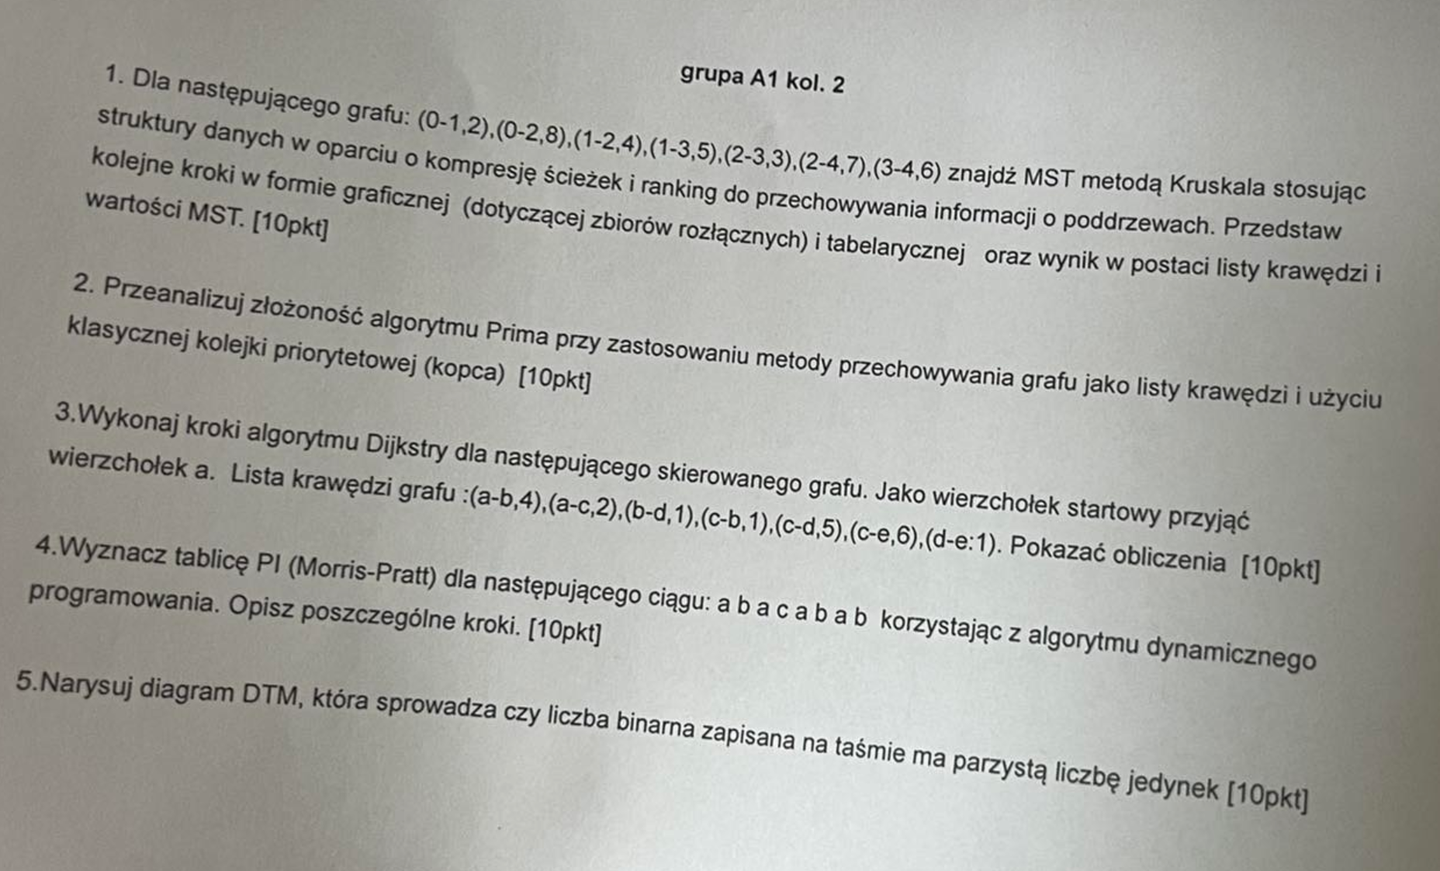 grupa A1 kol. 2
1. Dla następującego grafu: (0-1,2),(0-2,8),(1-2,4),(1-3,5),(2-3,3),(2-4,7),(3-4,6) znajdź MST metodą Kruskala stosując
struktury danych w oparciu o kompresję ścieżek i ranking do przechowywania informacji o poddrzewach. Przedstaw
kolejne kroki w formie graficznej (dotyczącej zbiorów rozłącznych) i tabelarycznej oraz wynik w postaci listy krawędzi i
wartości MST. [10pkt]
2. Przeanalizuj złożoność algorytmu Prima przy zastosowaniu metody przechowywania grafu jako listy krawędzi i użyciu
klasycznej kolejki priorytetowej (kopca) [10pkt]
3.Wykonaj kroki algorytmu Dijkstry dla następującego skierowanego grafu. Jako wierzchołek startowy przyjąć
wierzchołek a. Lista krawędzi grafu :(a-b,4),(a-c,2),(b-d,1),(c-b,1),(c-d,5),(c-e,6),(d-e:1). Pokazać obliczenia [10pkt]
4.Wyznacz tablicę PI (Morris-Pratt) dla następującego ciągu: a b a c a b a b korzystając z algorytmu dynamicznego
programowania. Opisz poszczególne kroki. [10pkt]
5.Narysuj diagram DTM, która sprowadza czy liczba binarna zapisana na taśmie ma parzystą liczbę jedynek [10pkt]